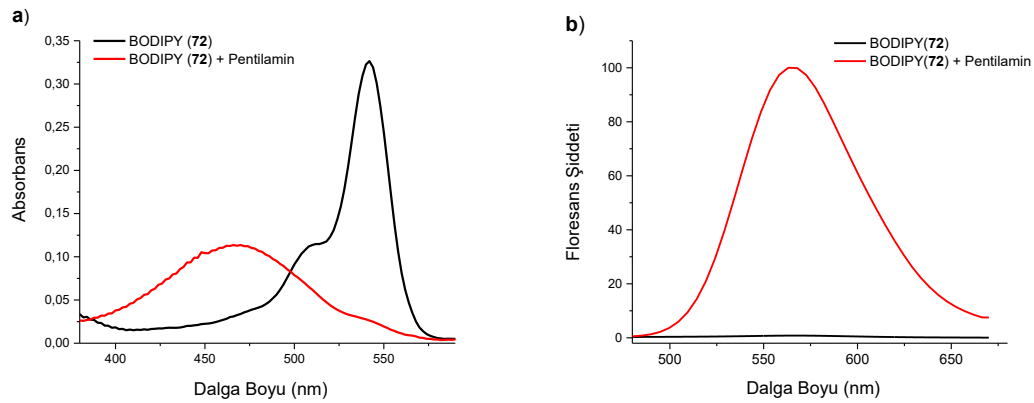 a)
BODIPY (72)
BODIPY (72) + Pentilamin
0,35
0,30
0,25
0,20
0,15
0,10
0,05
0,00
Absorbans
400
450
500
550
Dalga Boyu (nm)
b)
BODIPY(72)
BODIPY(72) + Pentilamin
100
80
60
40
20
0
Floresans Şiddeti
500
550
600
650
Dalga Boyu (nm)